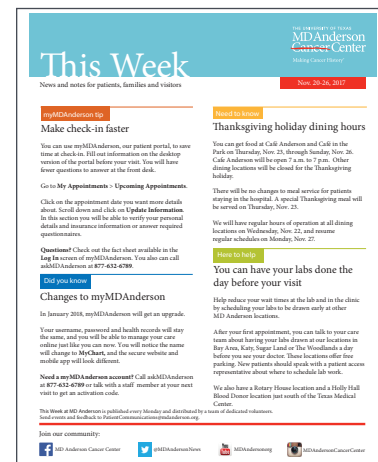 This Week
THE UNIVERSITY OF TEXAS
MD Anderson
Cancer Center
Making Cancer History®
News and notes for patients, families and visitors
Nov. 20-26, 2017
myMDAnderson tip
Make check-in faster
You can use myMDAnderson, our patient portal, to save
time at check-in. Fill out information on the desktop
version of the portal before your visit. You will have
fewer questions to answer at the front desk.
Go to My Appointments > Upcoming Appointments.
Click on the appointment date you want more details
about. Scroll down and click on Update Information.
In this section you will be able to verify your personal
details and insurance information or answer required
questionnaires.
Questions? Check out the fact sheet available in the
Log In screen of myMDAnderson. You also can call
askMDAnderson at 877-632-6789.
Did you know
Changes to myMDAnderson
In January 2018, myMDAnderson will get an upgrade.
Your username, password and health records will stay
the same, and you will be able to manage your care
online just like you can now. You will notice the name
will change to MyChart, and the secure website and
mobile app will look different.
Need a myMDAnderson account? Call askMDAnderson
at 877-632-6789 or talk with a staff member at your next
visit to get an activation code.
Need to know
Thanksgiving holiday dining hours
You can get food at Café Anderson and Café in the
Park on Thursday, Nov. 23, through Sunday, Nov. 26.
Cafe Anderson will be open 7 a.m. to 7 p.m. Other
dining locations will be closed for the Thanksgiving
holiday.
There will be no changes to meal service for patients
staying in the hospital. A special Thanksgiving meal will
be served on Thursday, Nov. 23.
We will have regular hours of operation at all dining
locations on Wednesday, Nov. 22, and resume
regular schedules on Monday, Nov. 27.
Here to help
You can have your labs done the
day before your visit
Help reduce your wait times at the lab and in the clinic
by scheduling your labs to be drawn early at other
MD Anderson locations.
After your first appointment, you can talk to your care
team about having your labs drawn at our locations in
Bay Area, Katy, Sugar Land or The Woodlands a day
before you see your doctor. These locations offer free
parking. New patients should speak with a patient access
representative about where to schedule lab work.
We also have a Rotary House location and a Holly Hall
Blood Donor location just south of the Texas Medical
Center.
This Week at MD Anderson is published every Monday and distributed by a team of dedicated volunteers.
Send events and feedback to PatientCommunications@mdanderson.org.
Join our community:
MD Anderson Cancer Center
@MDAndersonNews
MDAndersonorg
MDAndersonCancerCenter